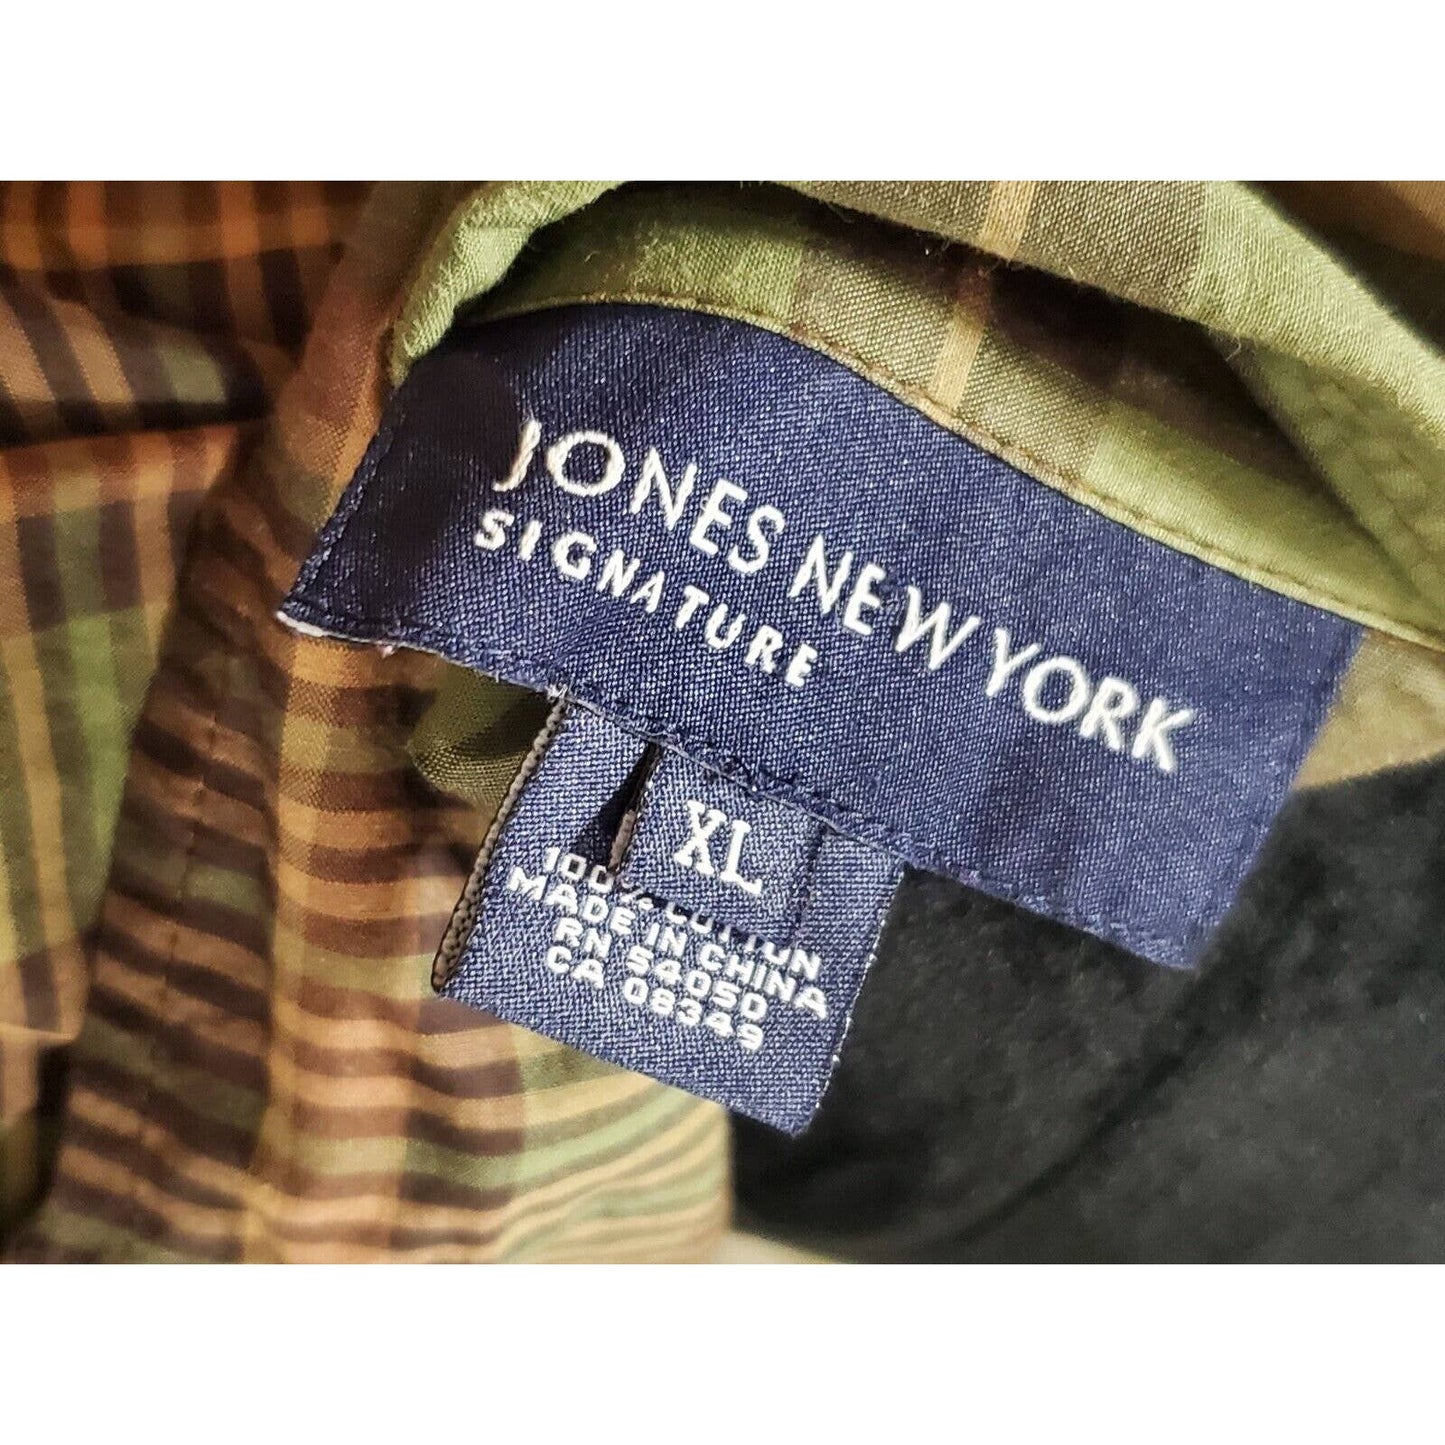 JONES NEW YORK
SIGNATURE
XL
100% COTTON
MADE IN CHINA
RN 54050
CA 08349